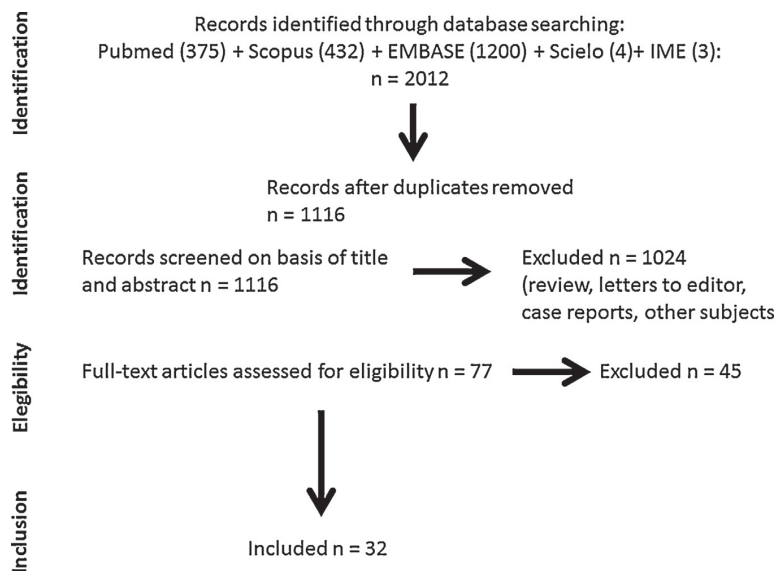 Identification
Records identified through database searching:
Pubmed (375) + Scopus (432) + EMBASE (1200) + Scielo (4)+ IME (3):
n = 2012
Identification
Records after duplicates removed
n = 1116
Records screened on basis of title
and abstract n = 1116
Excluded n = 1024
(review, letters to editor,
case reports, other subjects
Elegibility
Full-text articles assessed for eligibility n = 77
Excluded n = 45
Inclusion
Included n = 32